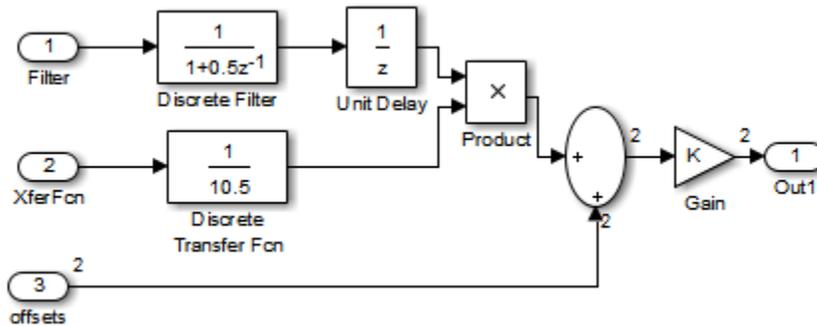 1
Filter
1
1+0.5z-1
Discrete Filter
1
z
Unit Delay
×
Product
2
XferFcn
1
10.5
Discrete
Transfer Fcn
+
+
2
2
K
Gain
2
1
Out1
3
offsets
2